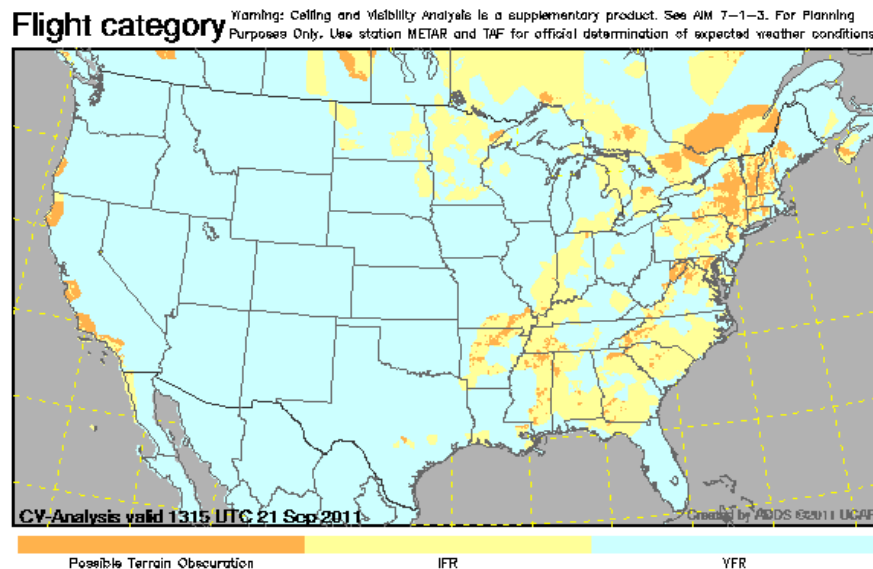 Flight category
Warning: Ceiling and Visibility Analysis is a supplementary product. See AIM 7-1-3. For Planning
Purposes Only. Use station METAR and TAF for official determination of expected weather conditions
CV-Analysis valid 1315 UTC 21 Sep 2011
Created by ADDS ©2011 UCAR
Possible Terrain Obscuration
IFR
VFR